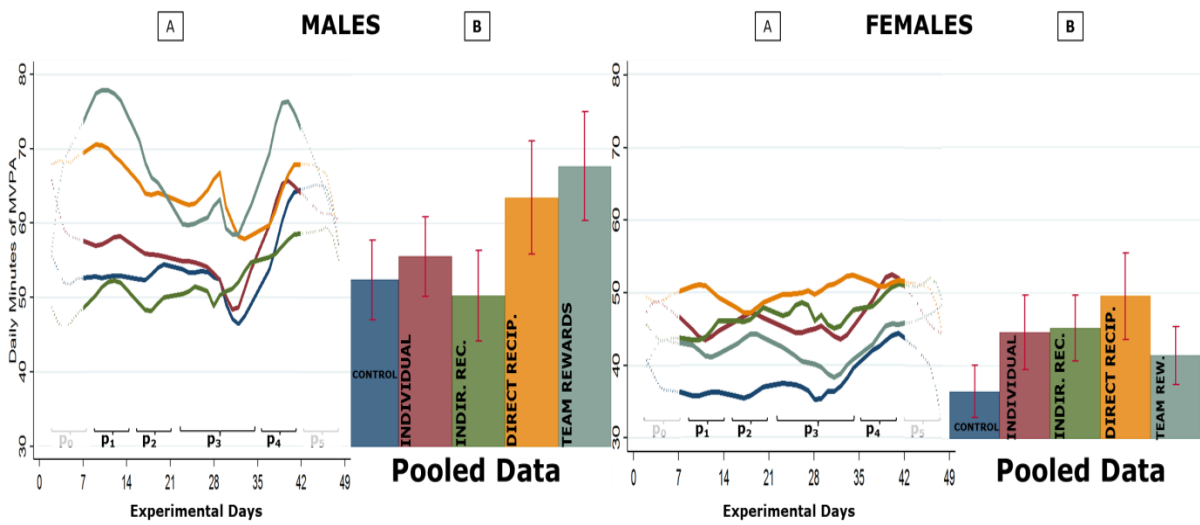 A MALES B
Daily Minutes of MVPA
80
70
60
50
40
30
P0 P1 P2 P3 P4 P5
0 7 14 21 28 35 42 49
Experimental Days
CONTROL
INDIVIDUAL
INDIR. REC.
DIRECT RECIP.
TEAM REWARDS
Pooled Data
A FEMALES B
80
70
60
50
40
30
P0 P1 P2 P3 P4 P5
0 7 14 21 28 35 42 49
Experimental Days
CONTROL
INDIVIDUAL
INDIR. REC.
DIRECT RECIP.
TEAM REW.
Pooled Data